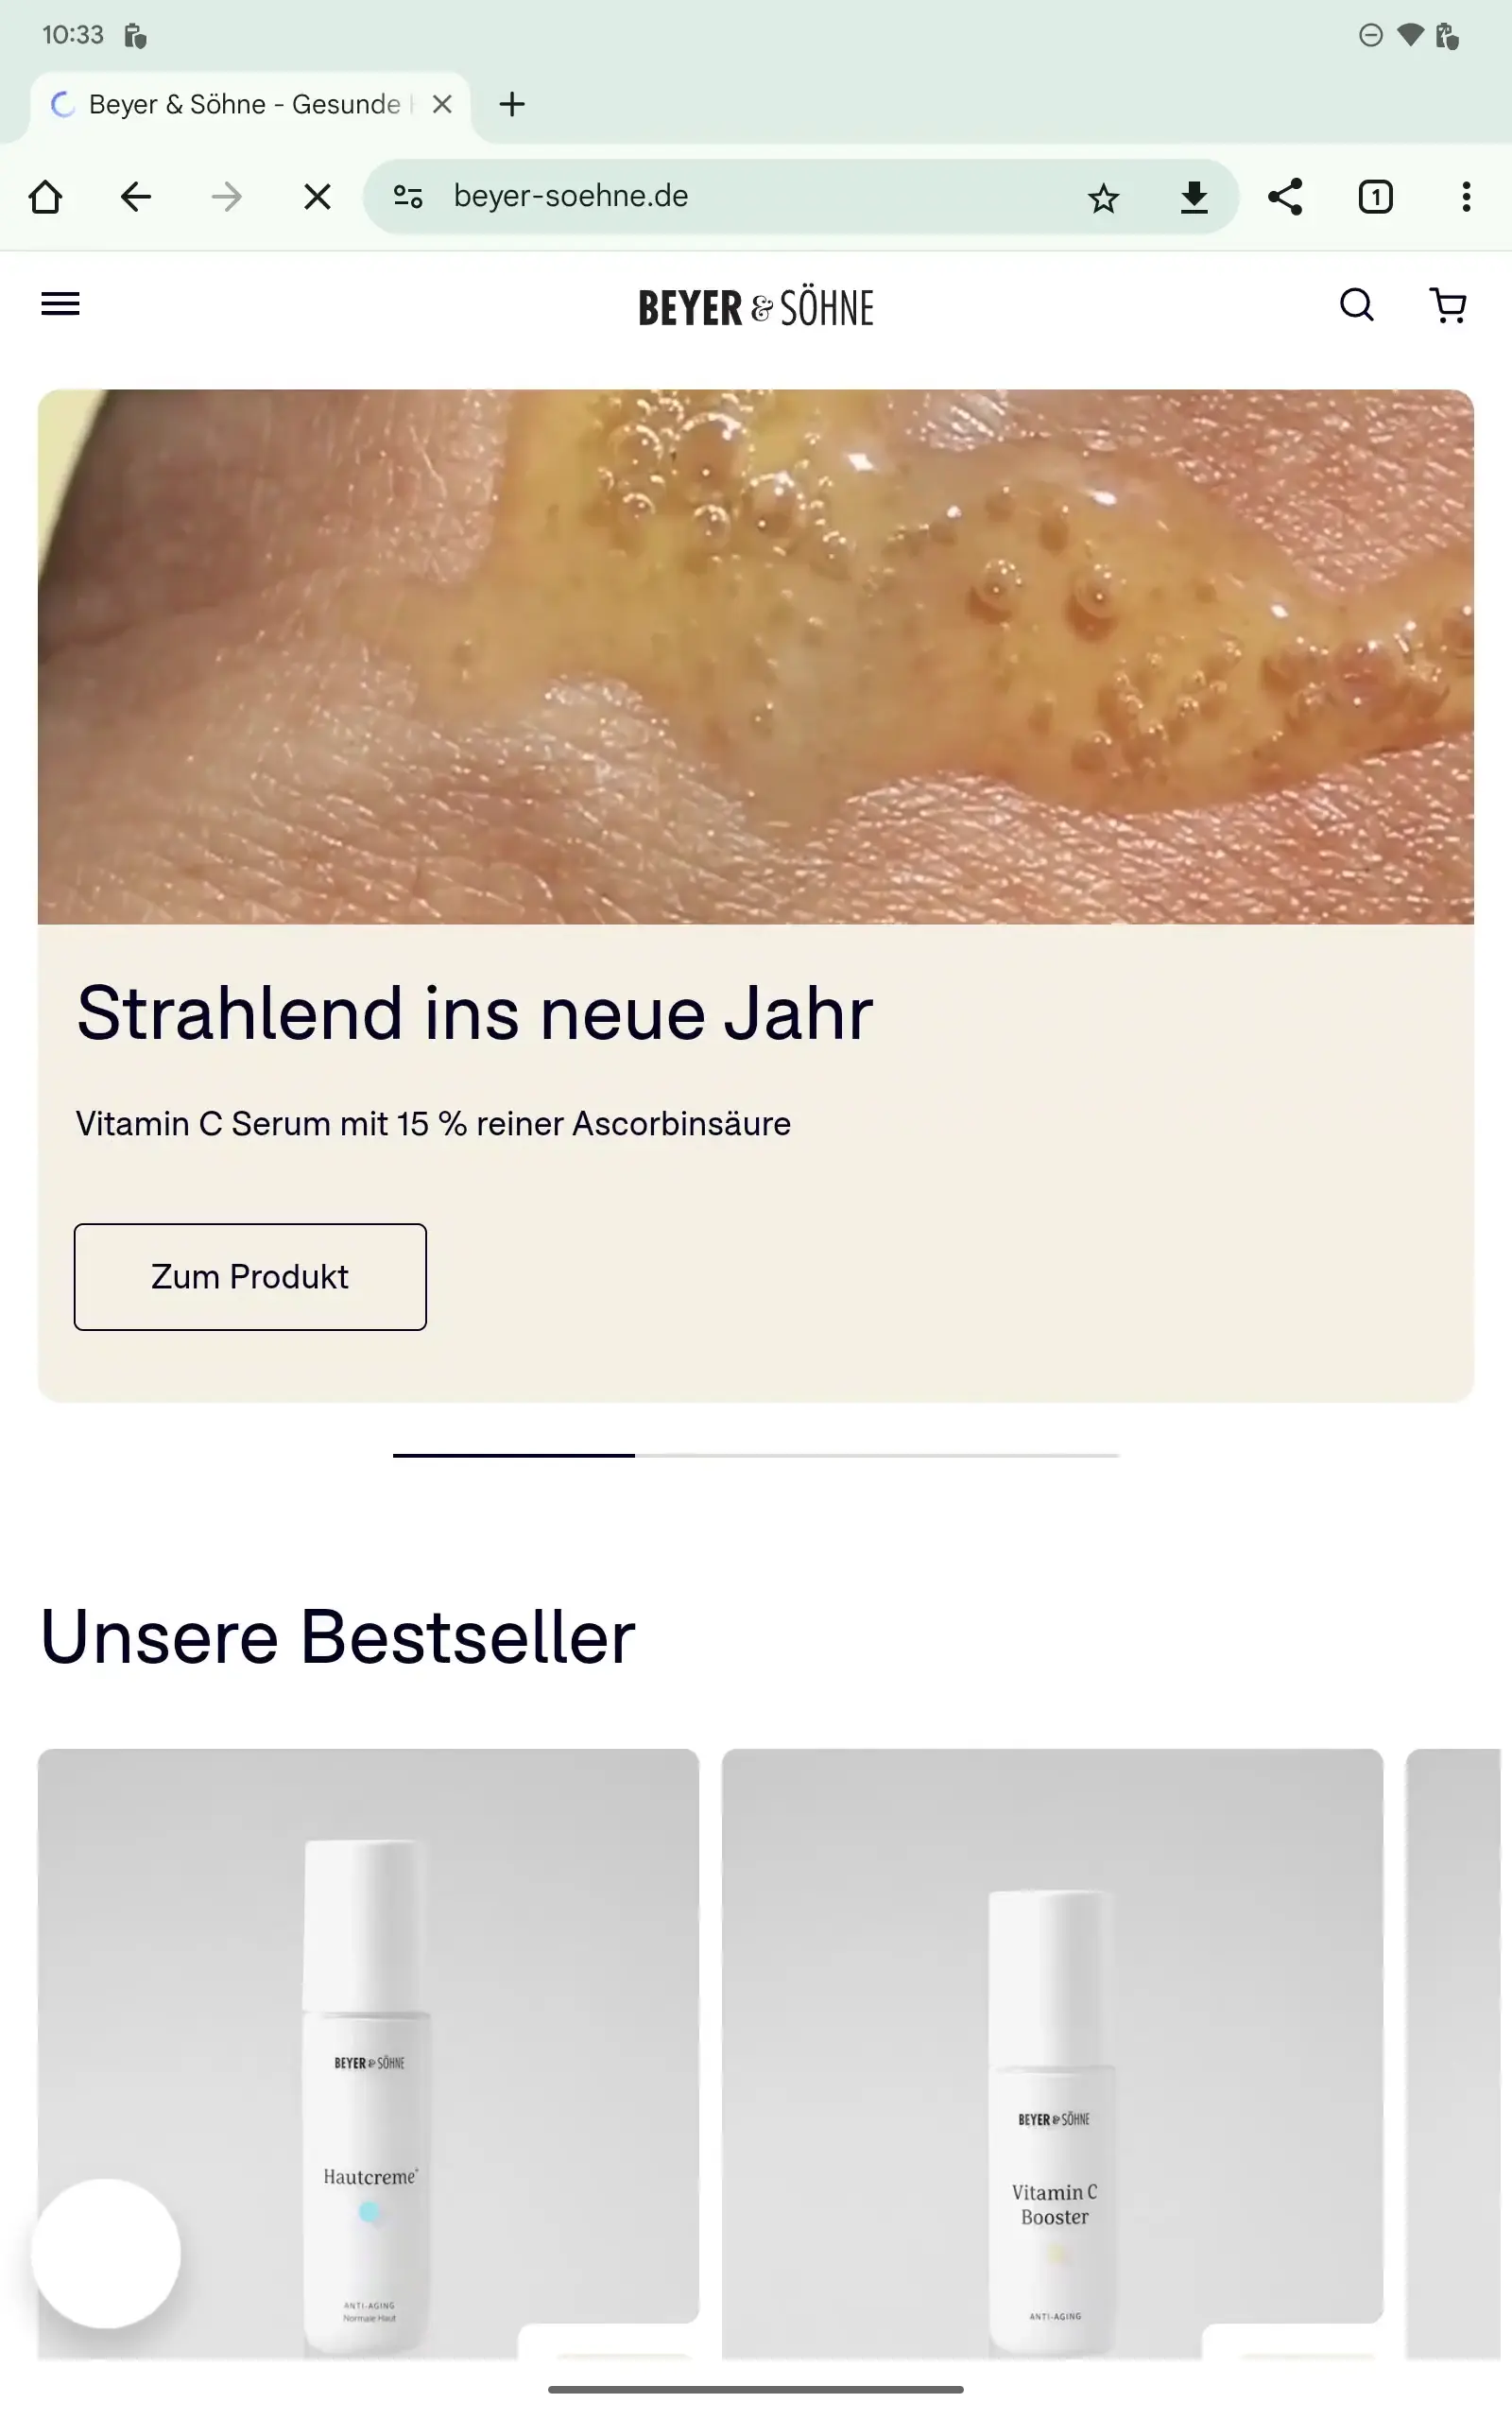 10:33
Beyer & Söhne - Gesunde
beyer-soehne.de
1
BEYER & SÖHNE
Strahlend ins neue Jahr
Vitamin C Serum mit 15 % reiner Ascorbinsäure
Zum Produkt
Unsere Bestseller
BEYER & SÖHNE
Hautcreme+
ANTI-AGING
Normale Haut
BEYER & SÖHNE
Vitamin C
Booster
ANTI-AGING